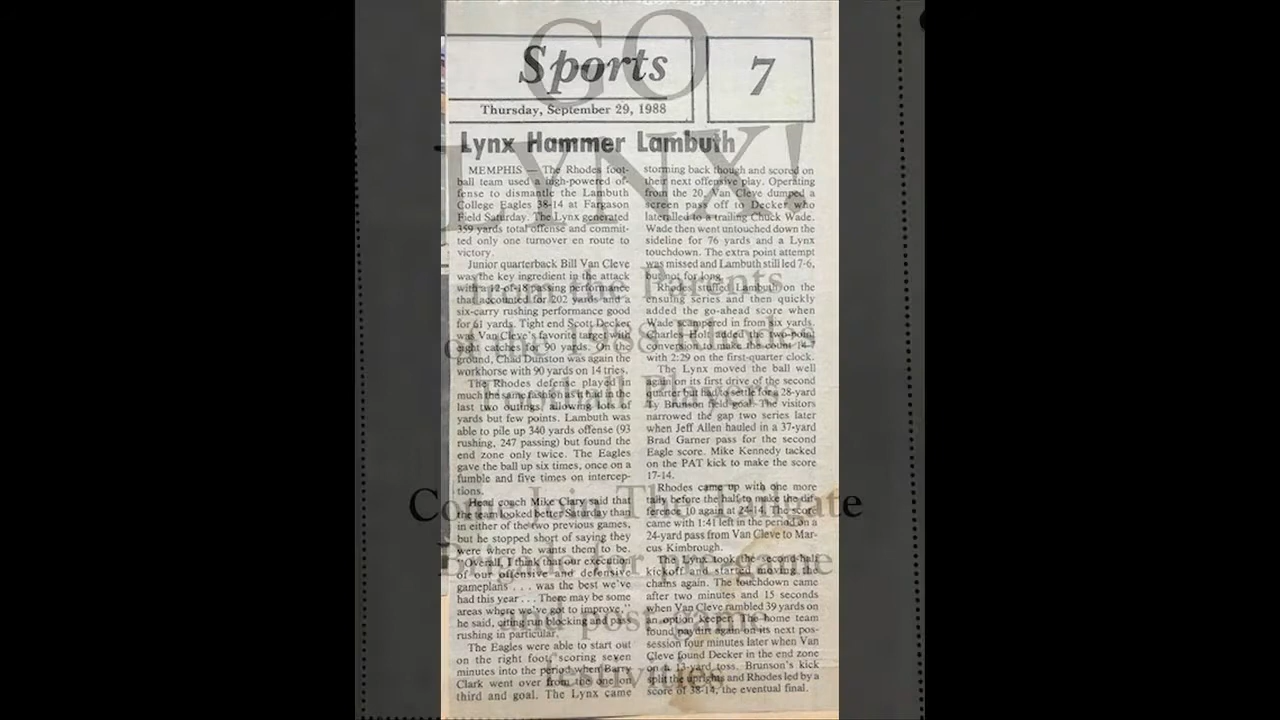 GO
LYNX!
From the Parents
of the 1988 Rhodes
Football Players
Come Join The Tailgate
Brigade for pre-game
and post-game
festivities
Sports
7
Thursday, September 29, 1988
Lynx Hammer Lambuth
MEMPHIS — The Rhodes foot-
ball team used a high-powered of-
fense to dismantle the Lambuth
College Eagles 38-14 at Fargason
Field Saturday. The Lynx generated
359 yards total offense and commit-
ted only one turnover en route to
victory.
Junior quarterback Bill Van Cleve
was the key ingredient in the attack
with a 12-of-18 passing performance
that accounted for 202 yards and a
six-carry rushing performance good
for 61 yards. Tight end Scott Decker
was Van Cleve's favorite target with
eight catches for 90 yards. On the
ground, Chad Dunston was again the
workhorse with 90 yards on 14 tries.
The Rhodes defense played in
much the same fashion it had in the
last two outings, allowing lots of
yards but few points. Lambuth was
able to pile up 340 yards offense (93
rushing, 247 passing) but found the
end zone only twice. The Eagles
gave the ball up six times, once on a
fumble and five times on intercep-
tions.
Head coach Mike Clary said that
the team looked better Saturday than
in either of the two previous games,
but he stopped short of saying they
were where he wants them to be.
"Overall, I think that our execution
of our offensive and defensive
gameplans . . . was the best we've
had this year . . . There may be some
areas where we've got to improve,"
he said, citing run blocking and pass
rushing in particular.
The Eagles were able to start out
on the right foot, scoring seven
minutes into the period when Barry
Clark went over from the one on
third and goal. The Lynx came
storming back though and scored on
their next offensive play. Operating
from the 20, Van Cleve dumped a
screen pass off to Decker who
lateralled to a trailing Chuck Wade.
Wade then went untouched down the
sideline for 76 yards and a Lynx
touchdown. The extra point attempt
was missed and Lambuth still led 7-6,
but not for long.
Rhodes stuffed Lambuth on the
ensuing series and then quickly
added the go-ahead score when
Wade scampered in from six yards.
Charles Holt added the two-point
conversion to make the count 14-7
with 2:29 on the first-quarter clock.
The Lynx moved the ball well
again on its first drive of the second
quarter but had to settle for a 28-yard
Ty Brunson field goal. The visitors
narrowed the gap two series later
when Jeff Allen hauled in a 37-yard
Brad Garner pass for the second
Eagle score. Mike Kennedy tacked
on the PAT kick to make the score
17-14.
Rhodes came up with one more
tally before the half to make the dif-
ference 10 again at 24-14. The score
came with 1:41 left in the period on a
24-yard pass from Van Cleve to Mar-
cus Kimbrough.
The Lynx took the second-half
kickoff and started moving the
chains again. The touchdown came
after two minutes and 15 seconds
when Van Cleve rambled 39 yards on
an option keeper. The home team
found paydirt again on its next pos-
session four minutes later when Van
Cleve found Decker in the end zone
on a 13-yard toss. Brunson's kick
split the uprights and Rhodes led by a
score of 38-14, the eventual final.